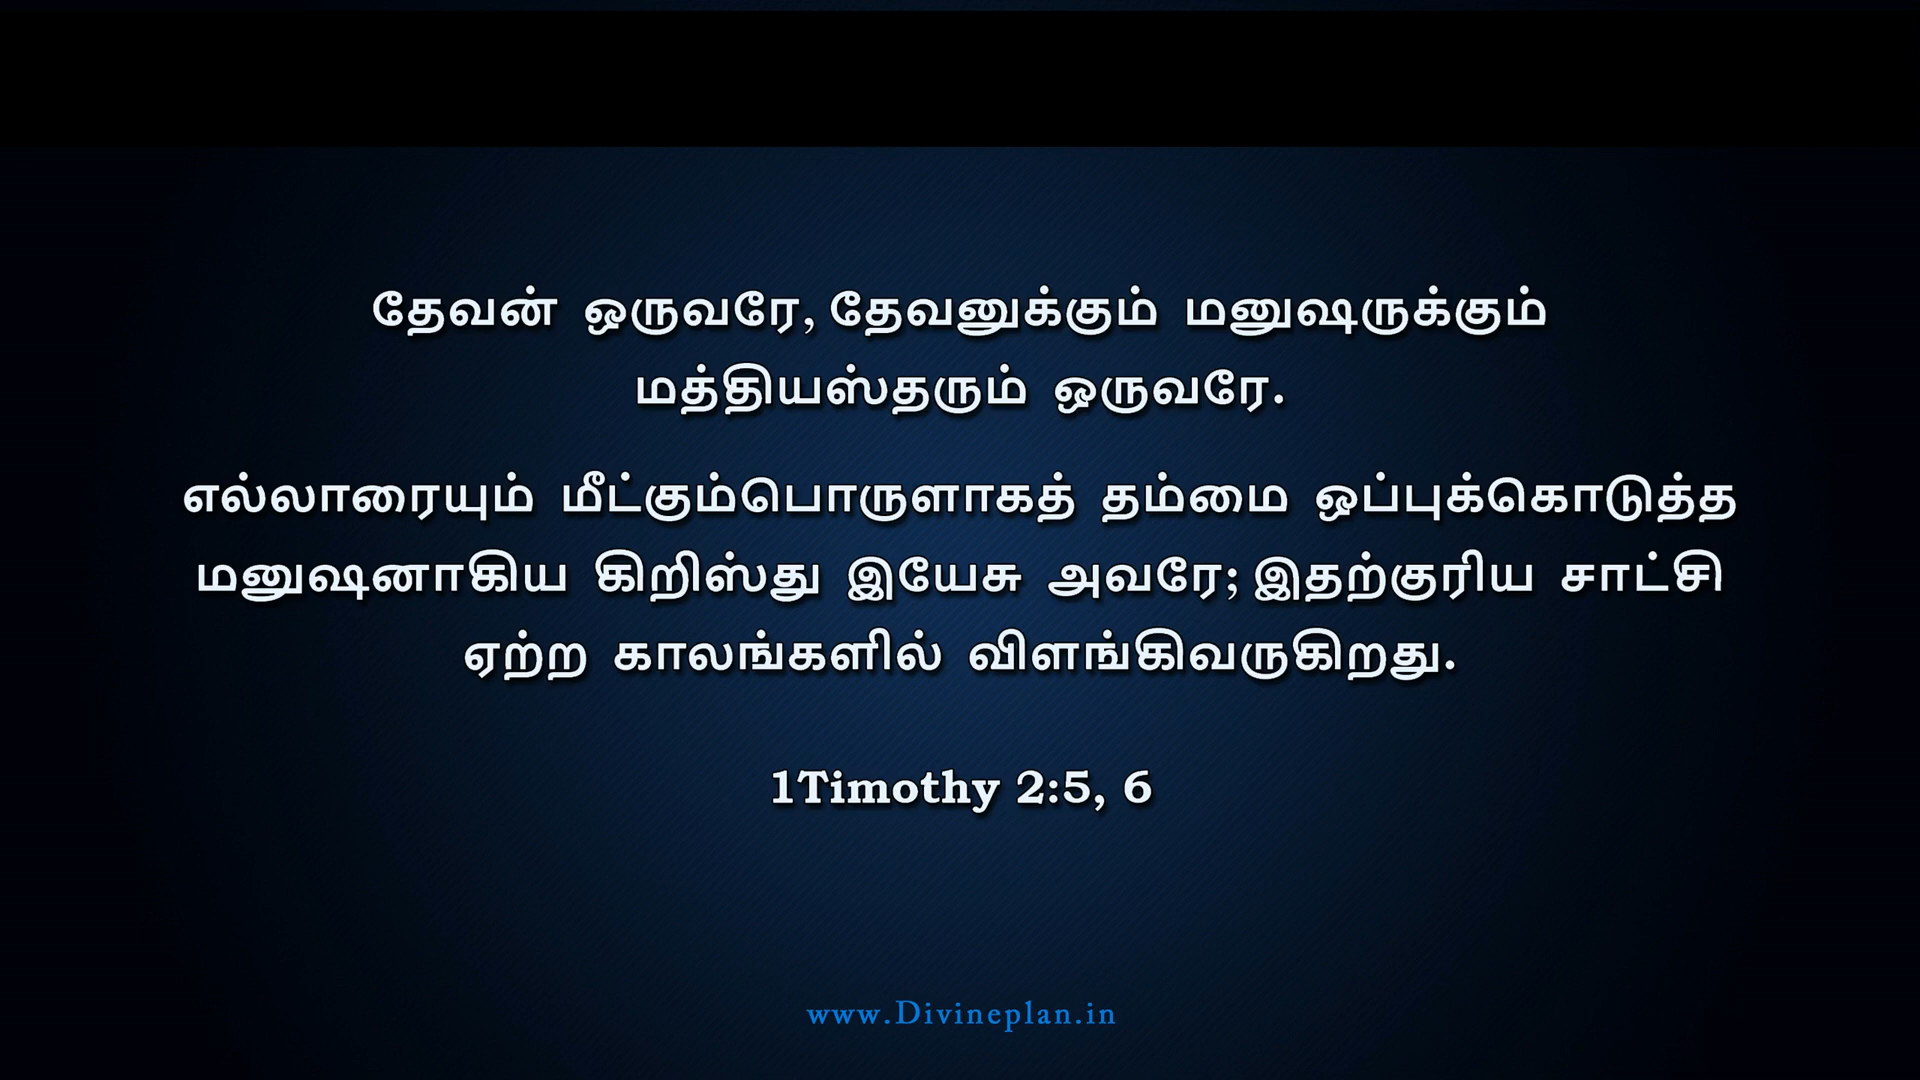 தேவன் ஒருவரே, தேவனுக்கும் மனுஷருக்கும்
மத்தியஸ்தரும் ஒருவரே.
எல்லாரையும் மீட்கும்பொருளாகத் தம்மை ஒப்புக்கொடுத்த
மனுஷனாகிய கிறிஸ்து இயேசு அவரே; இதற்குரிய சாட்சி
ஏற்ற காலங்களில் விளங்கிவருகிறது.
1Timothy 2:5, 6
www.Divineplan.in